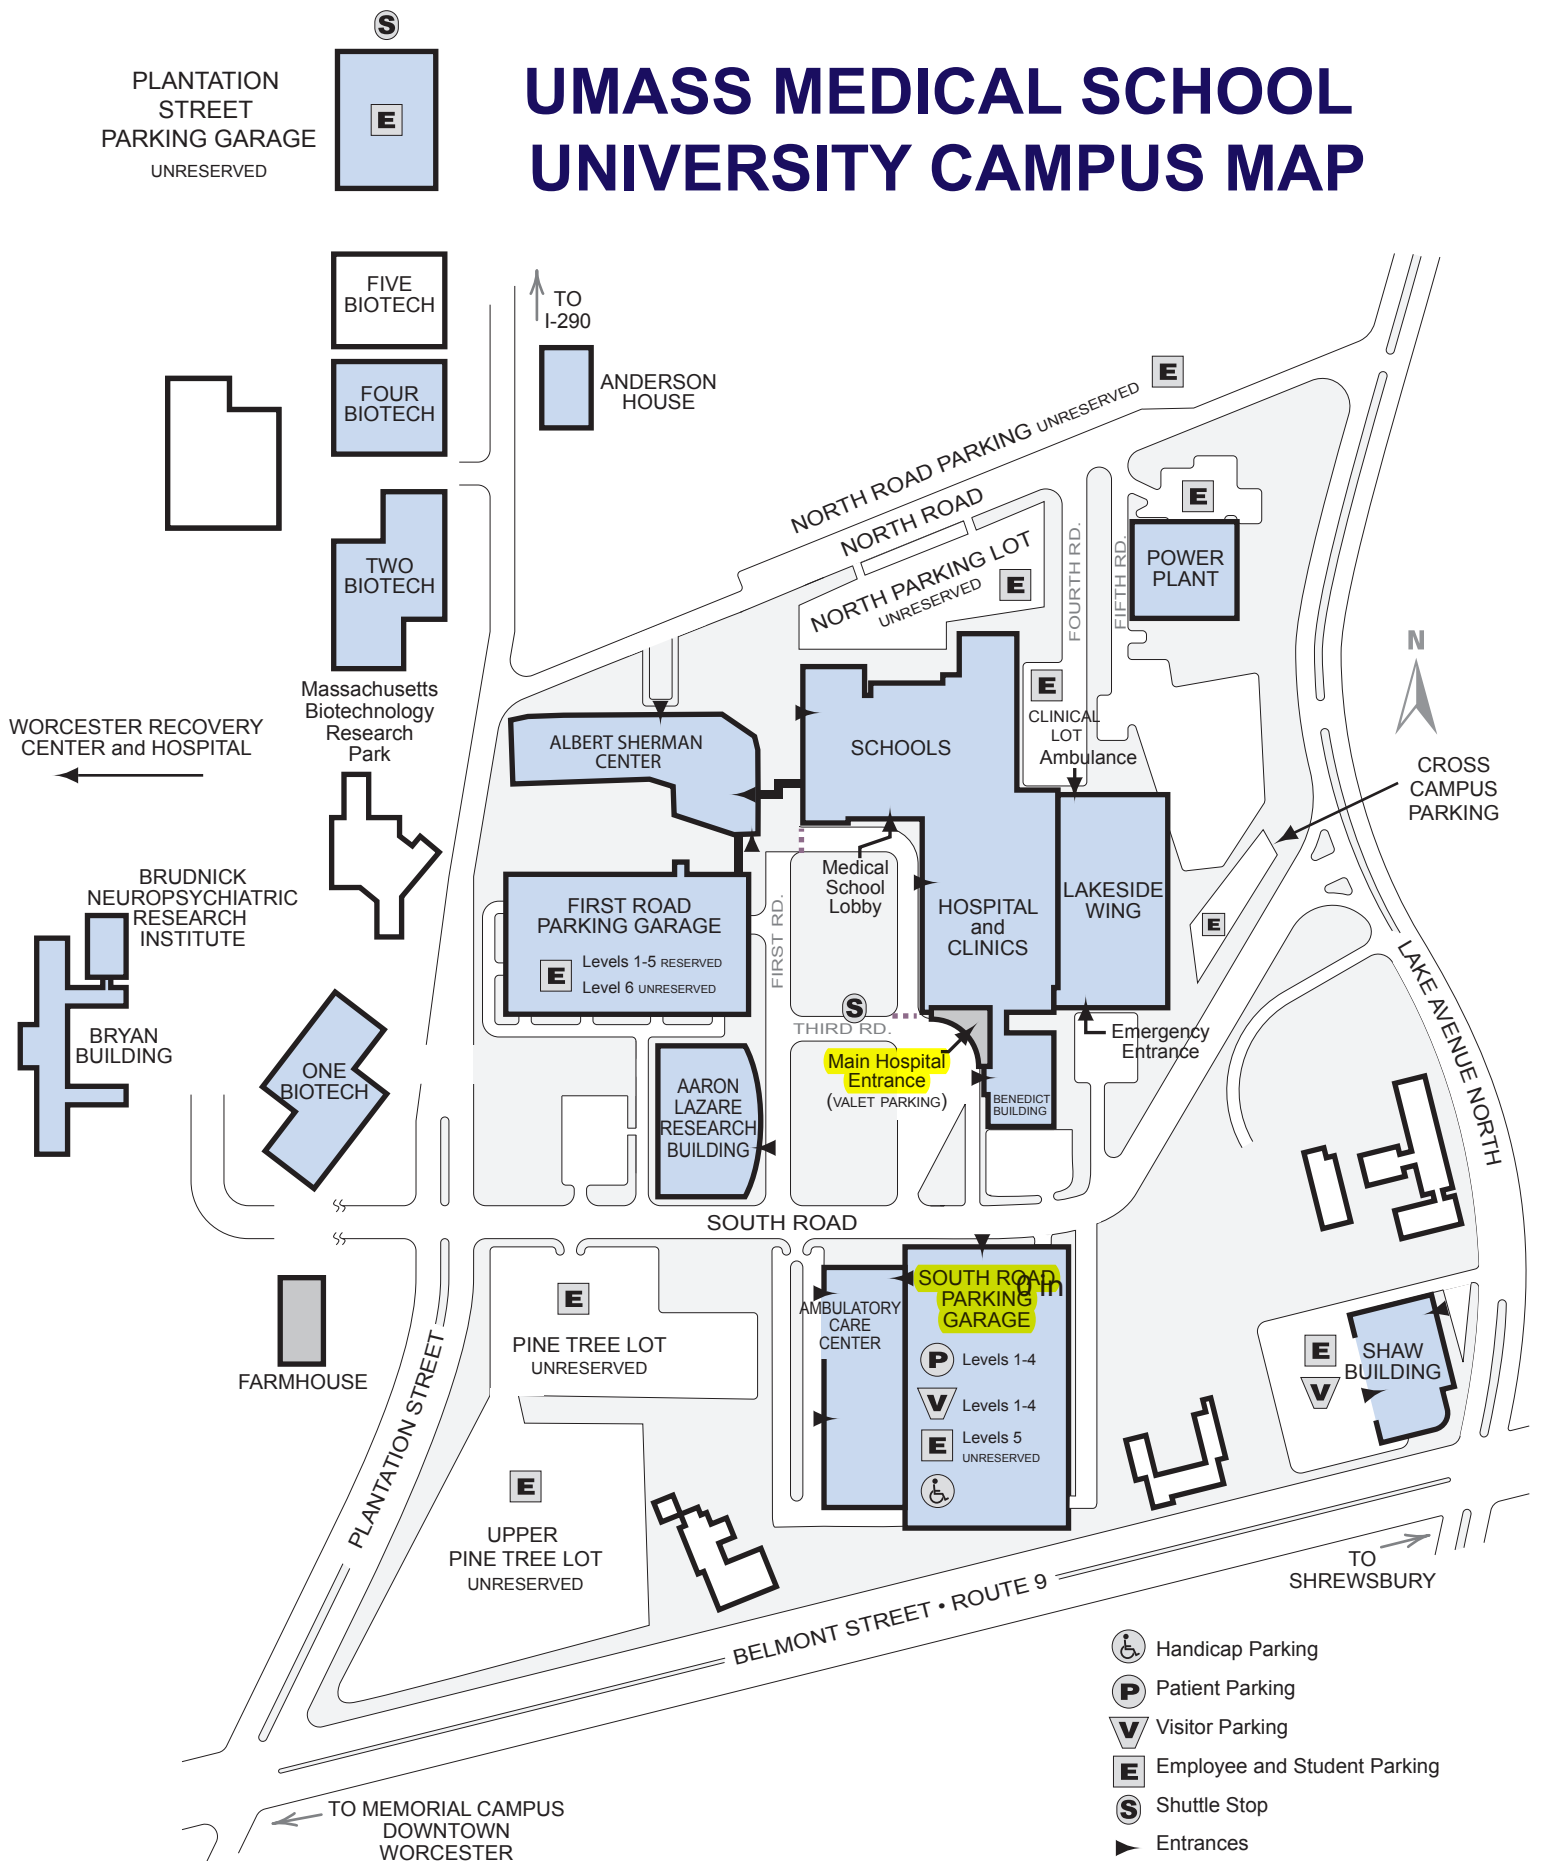 S
PLANTATION
STREET
PARKING GARAGE
UNRESERVED
E
UMASS MEDICAL SCHOOL
UNIVERSITY CAMPUS MAP
FIVE
BIOTECH
TO
I-290
FOUR
BIOTECH
ANDERSON
HOUSE
E
NORTH ROAD PARKING UNRESERVED
NORTH ROAD
NORTH PARKING LOT
UNRESERVED
E
FOURTH RD.
FIFTH RD.
E
POWER
PLANT
TWO
BIOTECH
N
Massachusetts
Biotechnology
Research
Park
WORCESTER RECOVERY
CENTER and HOSPITAL
ALBERT SHERMAN
CENTER
SCHOOLS
E
CLINICAL
LOT
Ambulance
CROSS
CAMPUS
PARKING
BRUDNICK
NEUROPSYCHIATRIC
RESEARCH
INSTITUTE
Medical
School
Lobby
FIRST ROAD
PARKING GARAGE
E
Levels 1-5 RESERVED
Level 6 UNRESERVED
FIRST RD.
HOSPITAL
and
CLINICS
LAKESIDE
WING
E
LAKE AVENUE NORTH
S
THIRD RD.
BRYAN
BUILDING
ONE
BIOTECH
Emergency
Entrance
Main Hospital
Entrance
(VALET PARKING)
AARON
LAZARE
RESEARCH
BUILDING
BENEDICT
BUILDING
SOUTH ROAD
FARMHOUSE
E
PINE TREE LOT
UNRESERVED
AMBULATORY
CARE
CENTER
SOUTH ROAD
PARKING
GARAGE
0 in
P Levels 1-4
V Levels 1-4
E Levels 5
UNRESERVED
E
V
SHAW
BUILDING
PLANTATION STREET
E
UPPER
PINE TREE LOT
UNRESERVED
BELMONT STREET • ROUTE 9
TO
SHREWSBURY
Handicap Parking
P Patient Parking
V Visitor Parking
E Employee and Student Parking
S Shuttle Stop
Entrances
TO MEMORIAL CAMPUS
DOWNTOWN
WORCESTER